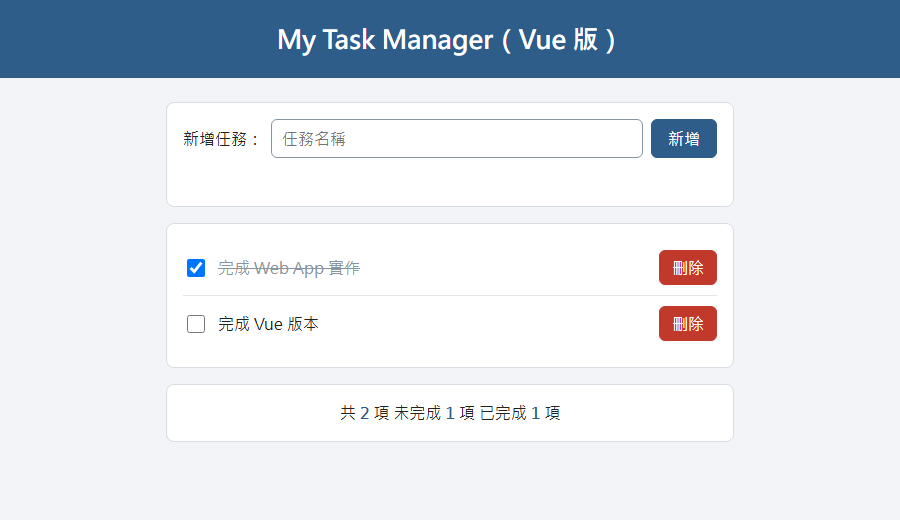 My Task Manager（Vue 版）
新增任務： 任務名稱 新增
完成 Web App 實作 刪除
完成 Vue 版本 刪除
共 2 項 未完成 1 項 已完成 1 項